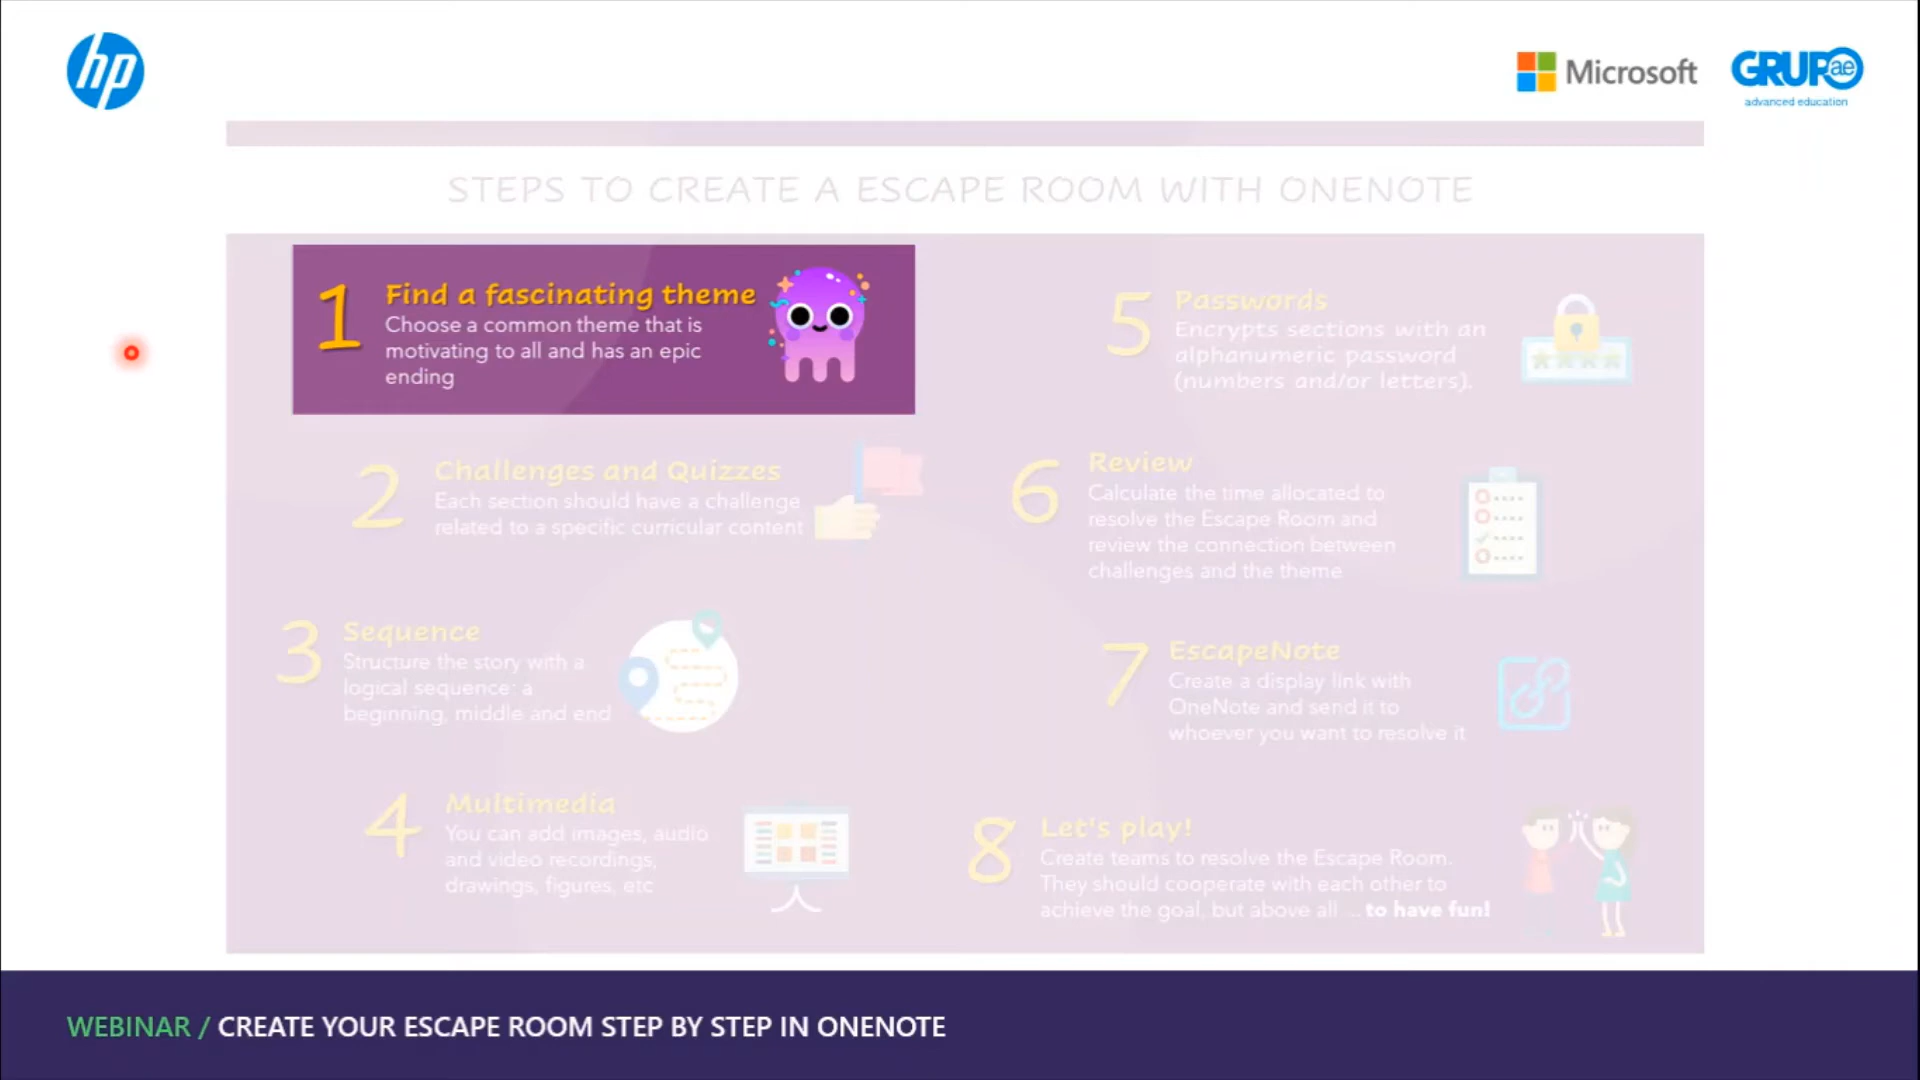 hp
Microsoft
GRUPO ae
advanced education
STEPS TO CREATE A ESCAPE ROOM WITH ONENOTE
1
Find a fascinating theme
Choose a common theme that is
motivating to all and has an epic
ending
2
Challenges and Quizzes
Each section should have a challenge
related to a specific curricular content
3
Sequence
Structure the story with a
logical sequence: a
beginning, middle and end
4
Multimedia
You can add images, audio
and video recordings,
drawings, figures, etc
5
Passwords
Encrypts sections with an
alphanumeric password
(numbers and/or letters).
6
Review
Calculate the time allocated to
resolve the Escape Room and
review the connection between
challenges and the theme
7
EscapeNote
Create a display link with
OneNote and send it to
whoever you want to resolve it
8
Let's play!
Create teams to resolve the Escape Room.
They should cooperate with each other to
achieve the goal, but above all ... to have fun!
WEBINAR / CREATE YOUR ESCAPE ROOM STEP BY STEP IN ONENOTE